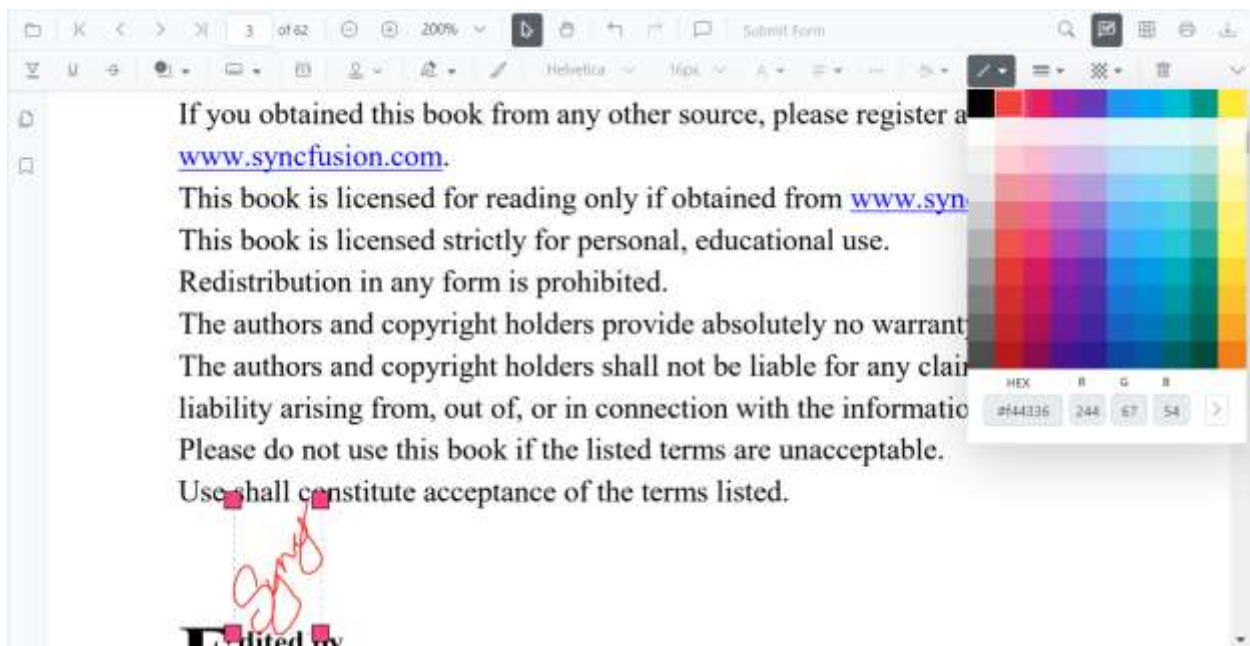 3 of 62 200% Submit Form
Helvetica 16px
If you obtained this book from any other source, please register a
www.syncfusion.com.
This book is licensed for reading only if obtained from www.syn
This book is licensed strictly for personal, educational use.
Redistribution in any form is prohibited.
The authors and copyright holders provide absolutely no warrant
The authors and copyright holders shall not be liable for any clai
liability arising from, out of, or in connection with the informatio
Please do not use this book if the listed terms are unacceptable.
Use shall constitute acceptance of the terms listed.
HEX R G B
#f44336 244 67 54
Sync
Edited by